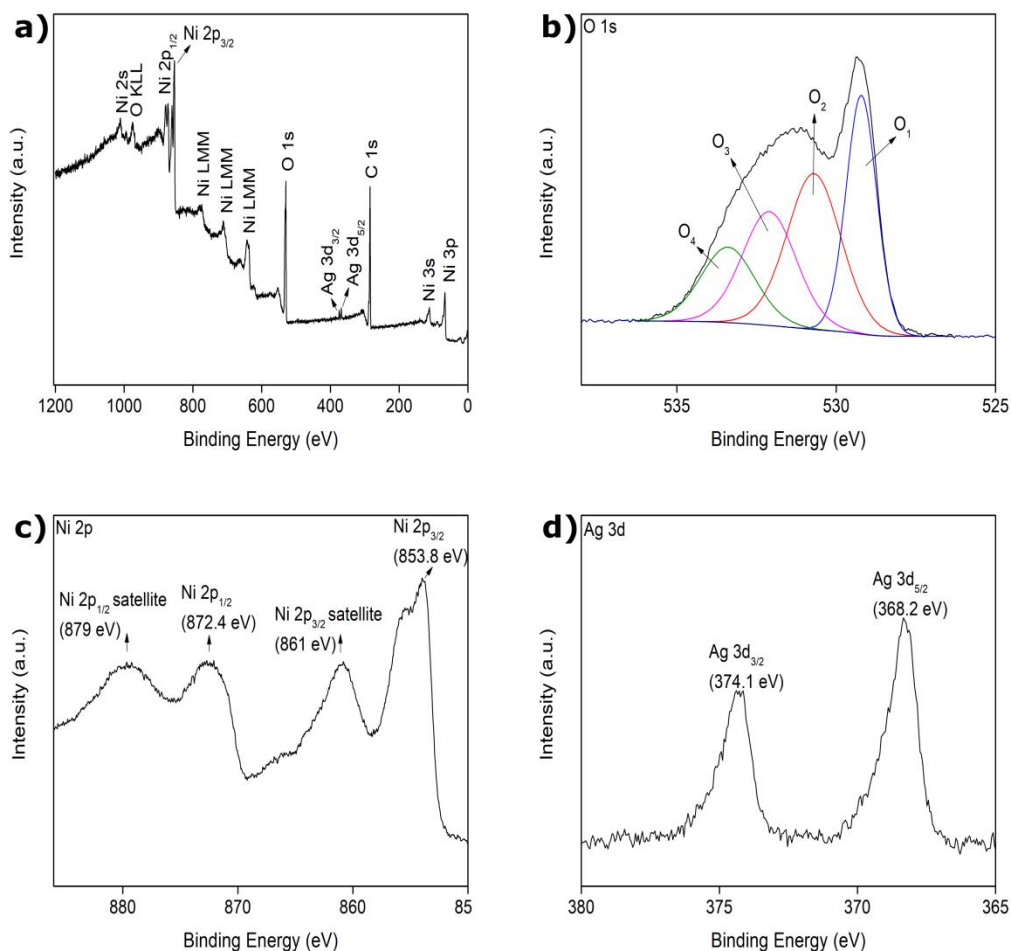 a)
Ni 2s
O KLL
Ni 2p1/2
Ni 2p3/2
Ni LMM
Ni LMM
Ni LMM
O 1s
Ag 3d3/2
Ag 3d5/2
C 1s
Ni 3s
Ni 3p
Intensity (a.u.)
1200 1000 800 600 400 200 0
Binding Energy (eV)
b)
O 1s
O4
O3
O2
O1
Intensity (a.u.)
535 530 525
Binding Energy (eV)
c)
Ni 2p
Ni 2p1/2 satellite
(879 eV)
Ni 2p1/2
(872.4 eV)
Ni 2p3/2 satellite
(861 eV)
Ni 2p3/2
(853.8 eV)
Intensity (a.u.)
880 870 860 85
Binding Energy (eV)
d)
Ag 3d
Ag 3d3/2
(374.1 eV)
Ag 3d5/2
(368.2 eV)
Intensity (a.u.)
380 375 370 365
Binding Energy (eV)